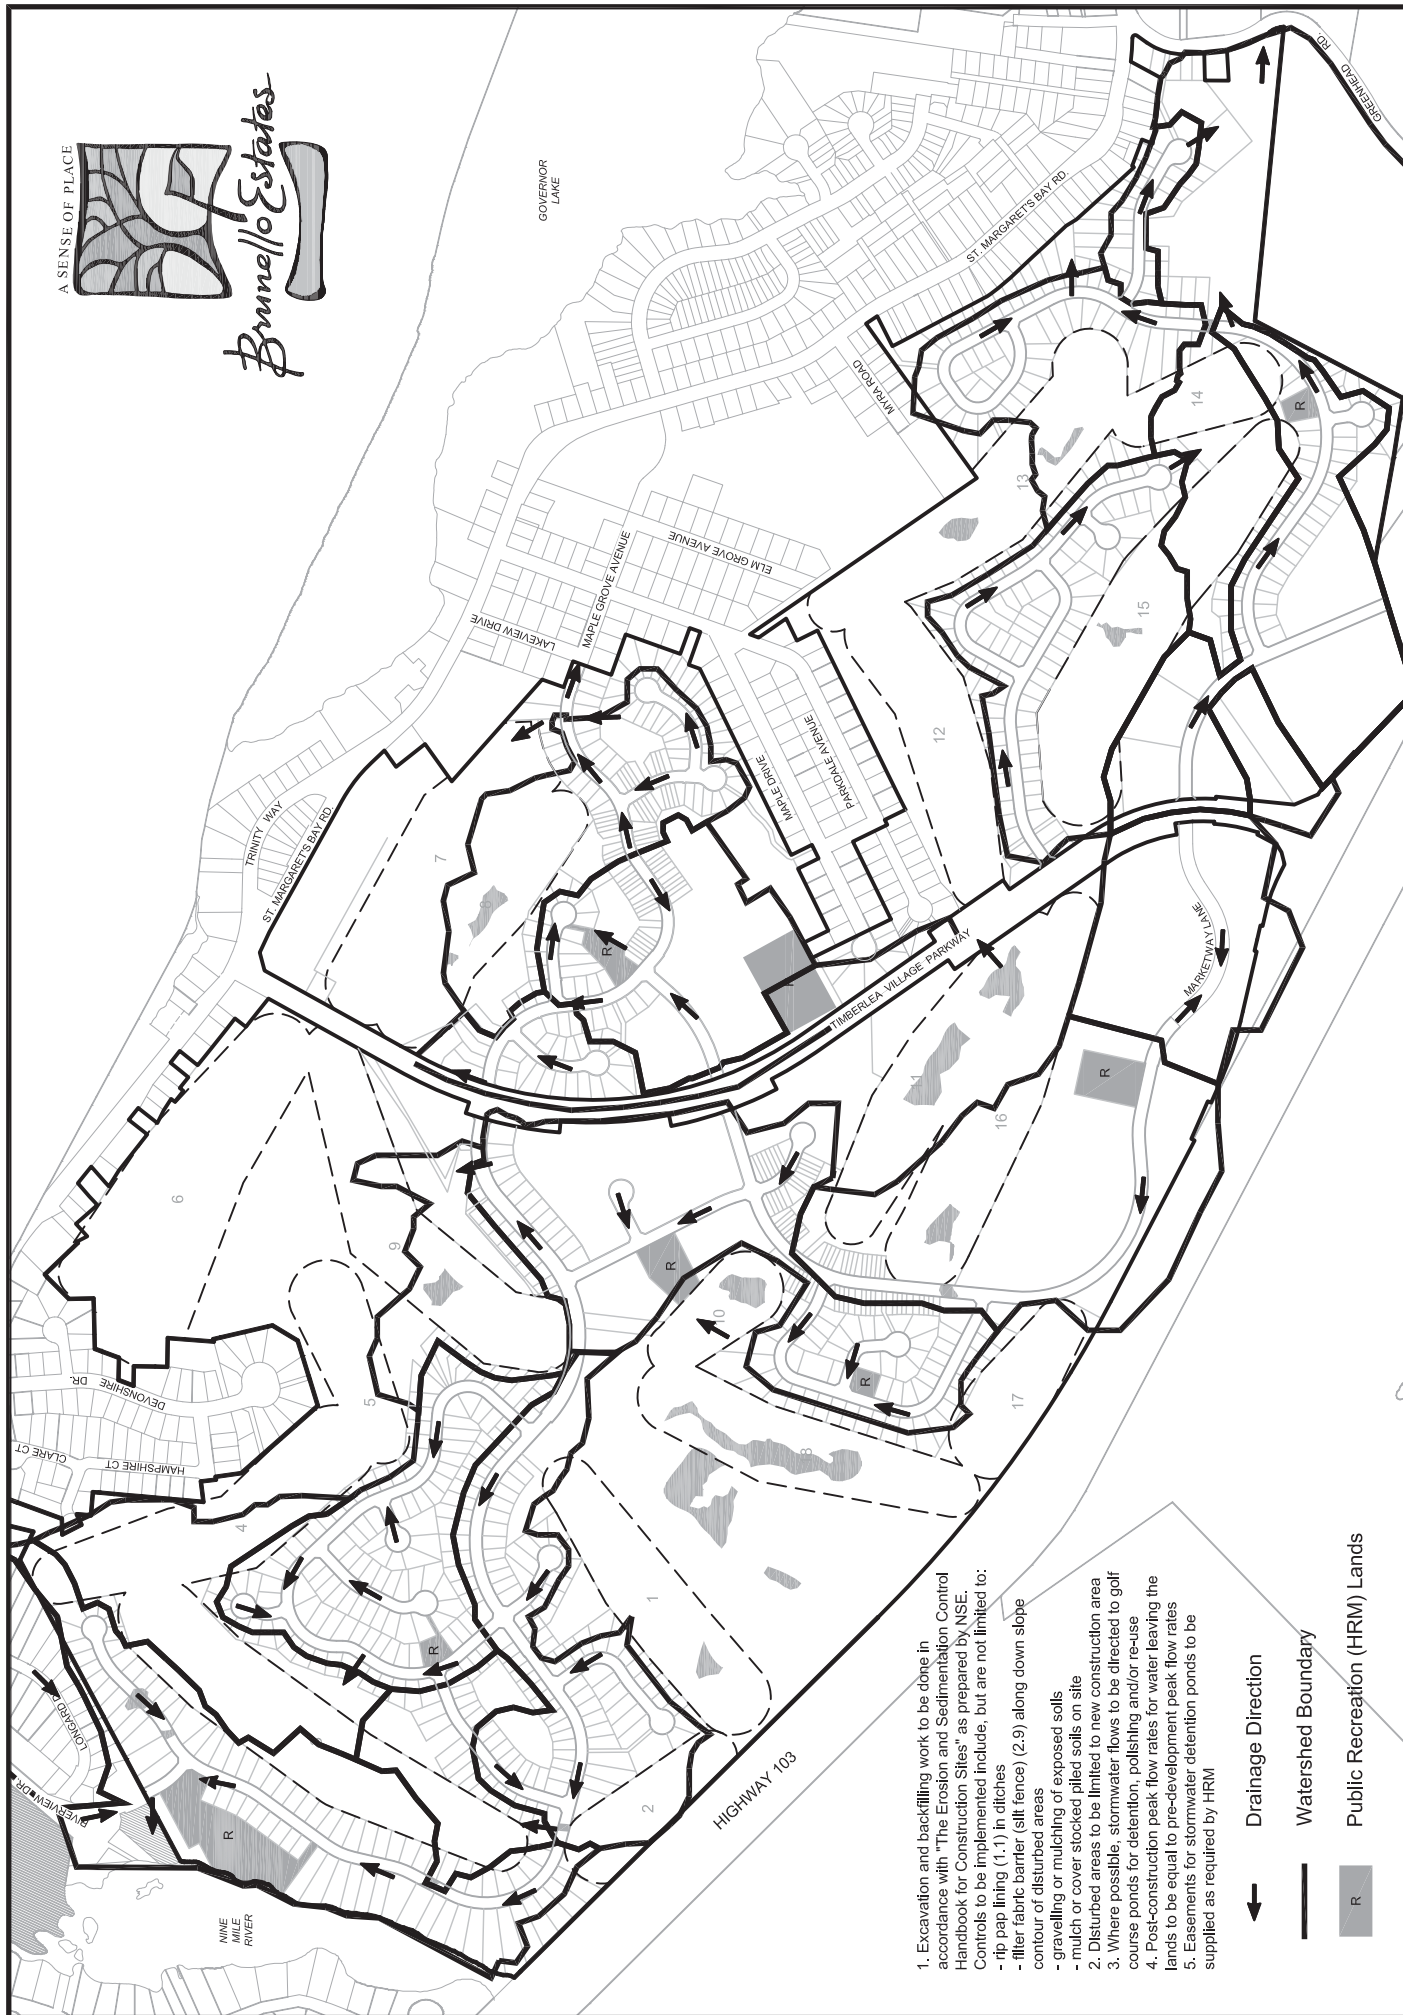 A SENSE OF PLACE
Brunello Estates
GOVERNOR
LAKE
GREENHEAD
RD.
ST. MARGARET'S BAY RD.
MYRA ROAD
ELM GROVE AVENUE
MAPLE GROVE AVENUE
LAKEVIEW DRIVE
MAPLE DRIVE
PARKDALE AVENUE
TRINITY WAY
ST. MARGARET'S BAY RD.
TIMBERLEA VILLAGE PARKWAY
MARKETWAY LANE
DEVONSHIRE DR.
CLARE CT
HAMPSHIRE CT
RIVERVIEW DR.
NINE
MILE
RIVER
HIGHWAY 103
1
2
4
5
6
7
9
10
11
12
13
14
15
16
17
R
R
R
R
R
R
R
R
1. Excavation and backfilling work to be done in
accordance with "The Erosion and Sedimentation Control
Handbook for Construction Sites" as prepared by NSE.
Controls to be implemented include, but are not limited to:
- rip pap lining (1.1) in ditches
- filter fabric barrier (silt fence) (2.9) along down slope
contour of disturbed areas
- gravelling or mulching of exposed soils
- mulch or cover stocked piled soils on site
2. Disturbed areas to be limited to new construction area
3. Where possible, stormwater flows to be directed to golf
course ponds for detention, polishing and/or re-use
4. Post-construction peak flow rates for water leaving the
lands to be equal to pre-development peak flow rates
5. Easements for stormwater detention ponds to be
supplied as required by HRM
Drainage Direction
Watershed Boundary
R
Public Recreation (HRM) Lands